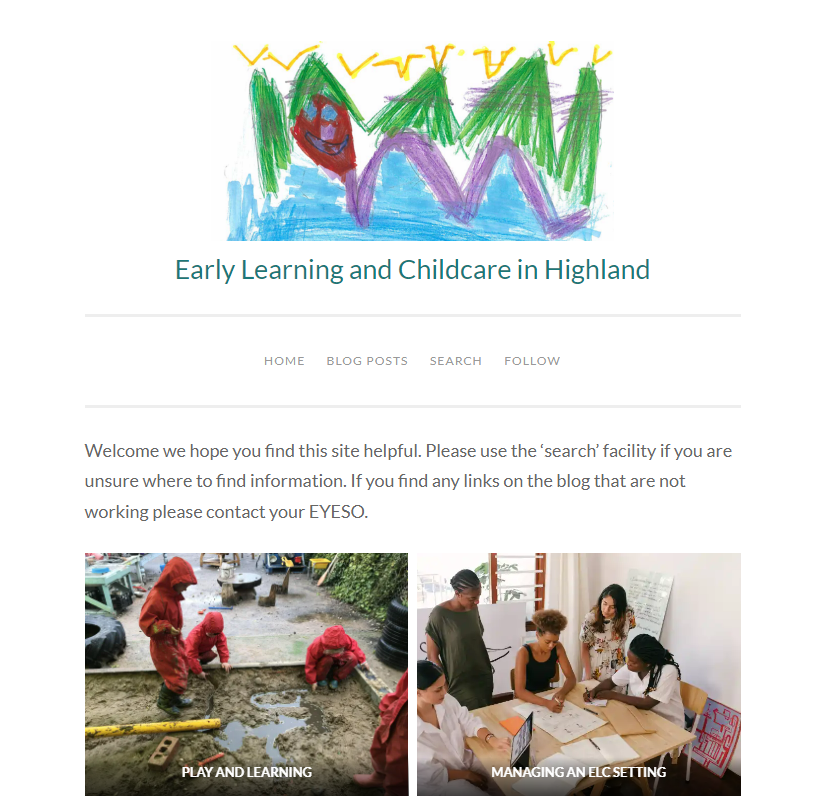 Early Learning and Childcare in Highland
HOME BLOG POSTS SEARCH FOLLOW
Welcome we hope you find this site helpful. Please use the ‘search’ facility if you are
unsure where to find information. If you find any links on the blog that are not
working please contact your EYESO.
PLAY AND LEARNING
MANAGING AN ELC SETTING